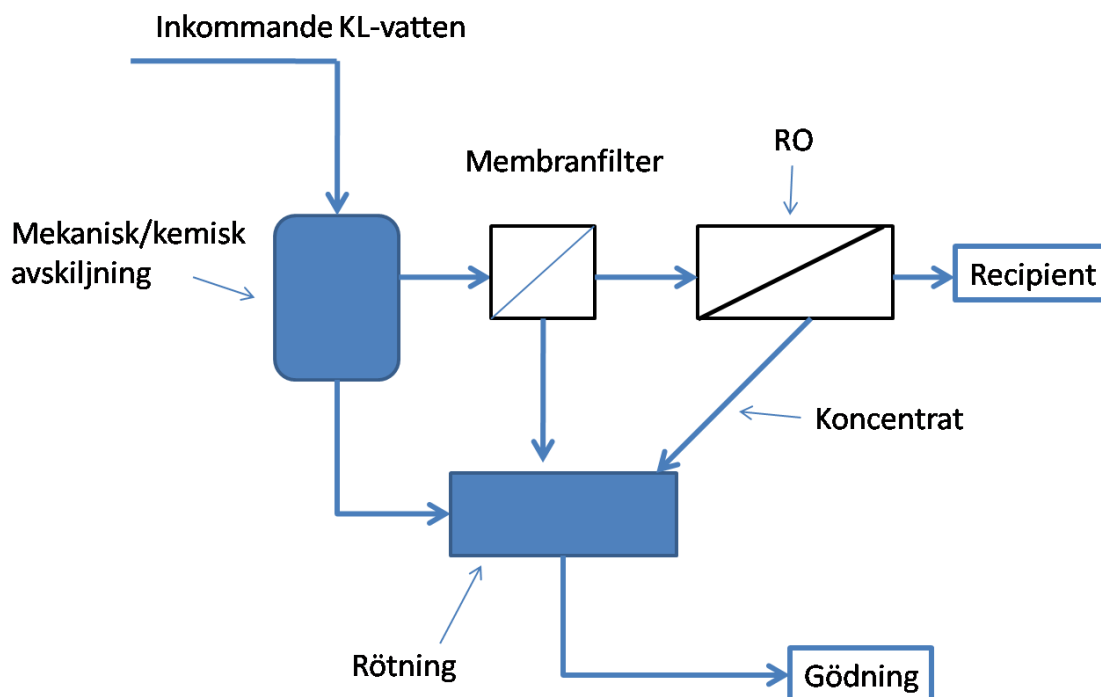 Inkommande KL-vatten
RO
Membranfilter
Mekanisk/kemisk
avskiljning
Recipient
Koncentrat
Rötning
Gödning